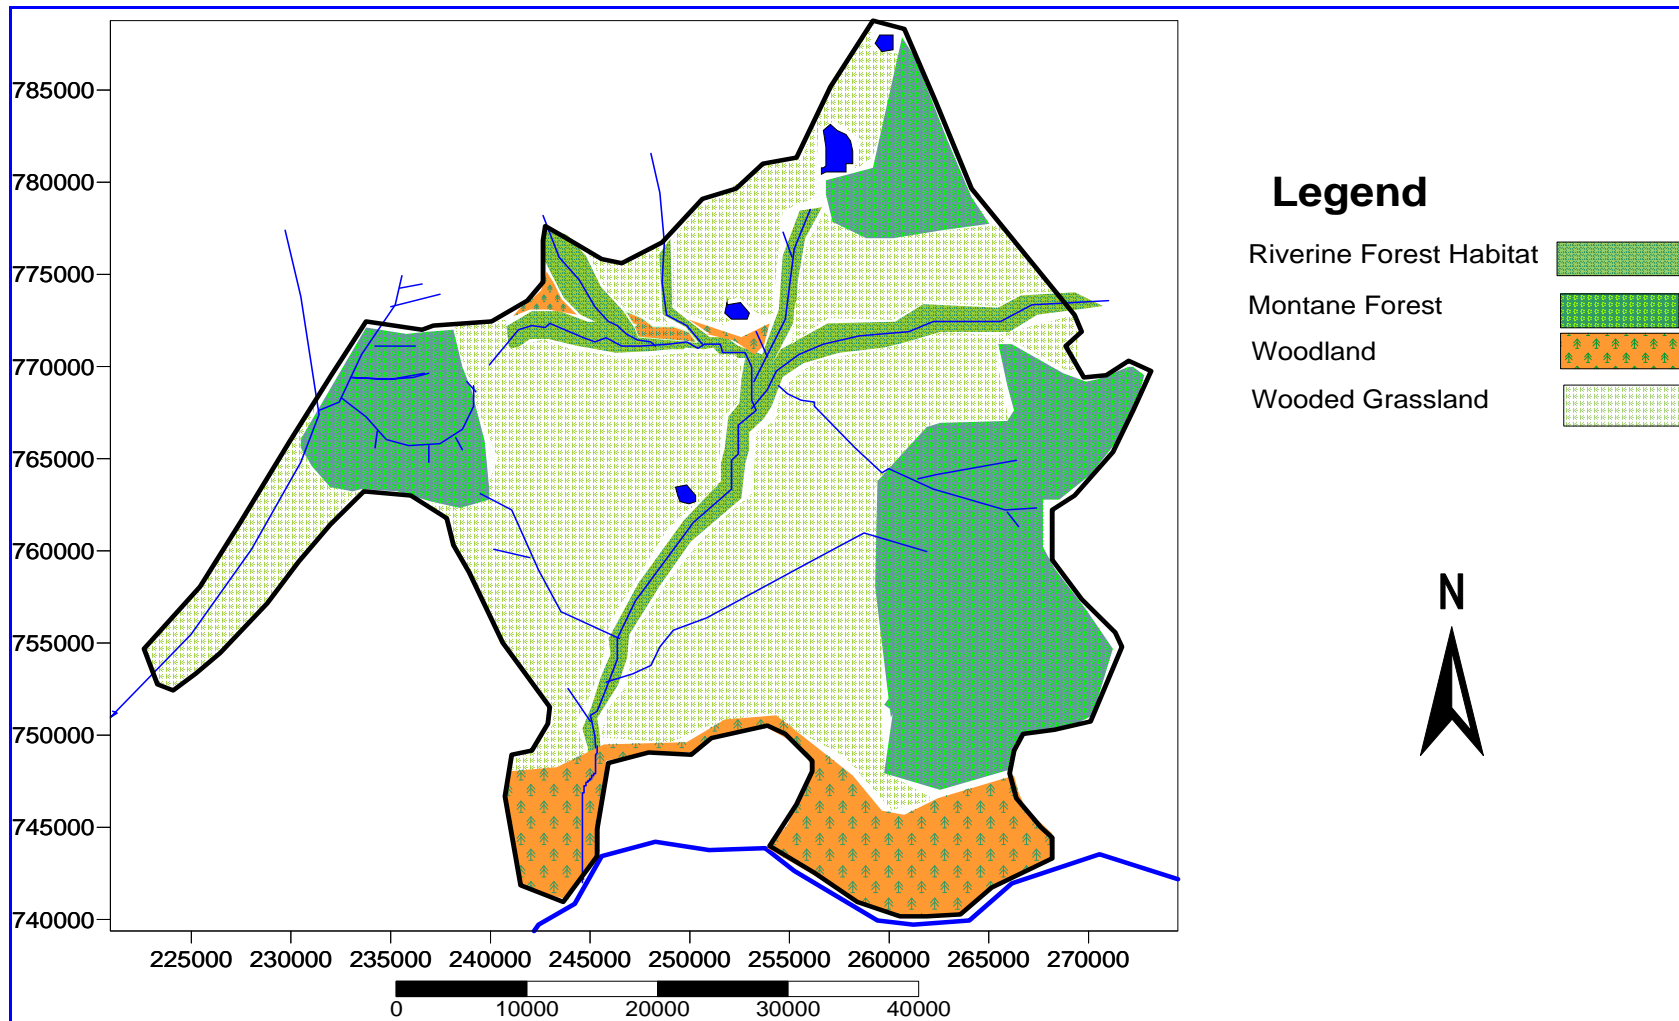 785000
780000
775000
770000
765000
760000
755000
750000
745000
740000
225000 230000 235000 240000 245000 250000 255000 260000 265000 270000
0 10000 20000 30000 40000
Legend
Riverine Forest Habitat
Montane Forest
Woodland
Wooded Grassland
N